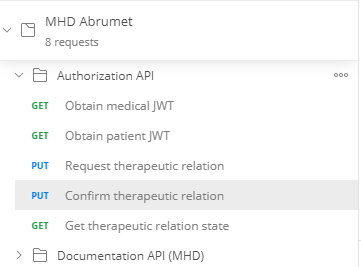 MHD Abrumet
8 requests
Authorization API
GET Obtain medical JWT
GET Obtain patient JWT
PUT Request therapeutic relation
PUT Confirm therapeutic relation
GET Get therapeutic relation state
Documentation API (MHD)